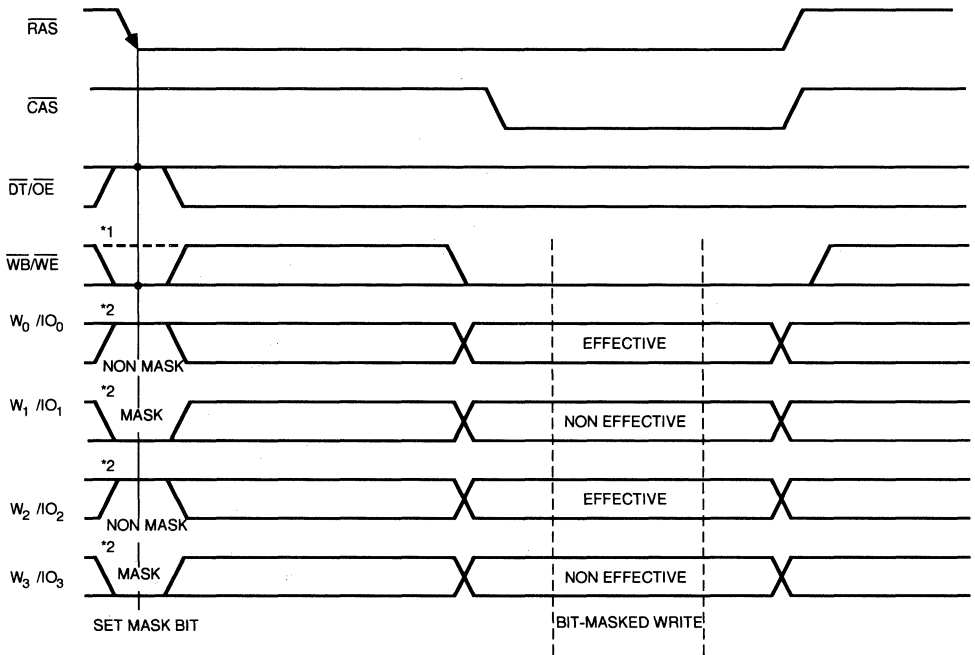 RAS
CAS
DT/OE
*1
WB/WE
*2
W0 /IO0
EFFECTIVE
NON MASK
*2
W1 /IO1
MASK
NON EFFECTIVE
*2
W2 /IO2
EFFECTIVE
NON MASK
*2
W3 /IO3
MASK
NON EFFECTIVE
SET MASK BIT
BIT-MASKED WRITE